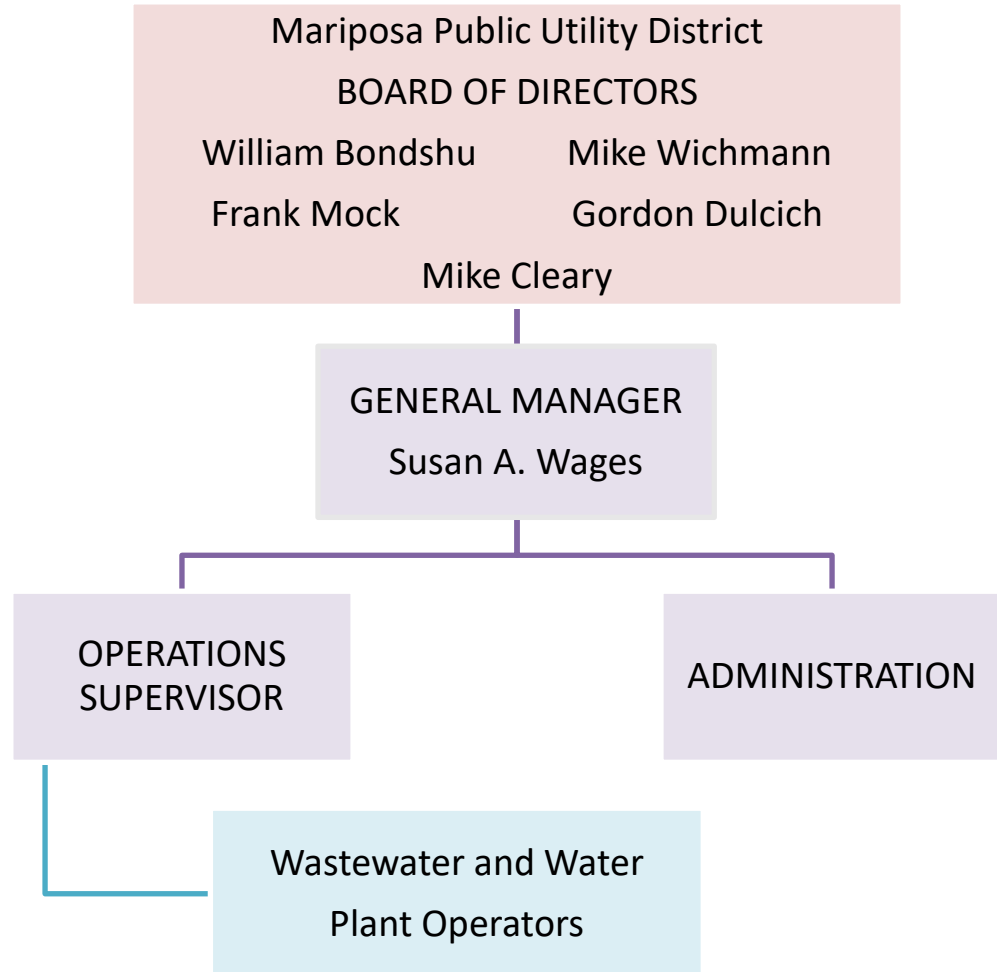 Mariposa Public Utility District
BOARD OF DIRECTORS
William Bondshu Mike Wichmann
Frank Mock Gordon Dulcich
Mike Cleary
GENERAL MANAGER
Susan A. Wages
OPERATIONS
SUPERVISOR
ADMINISTRATION
Wastewater and Water
Plant Operators